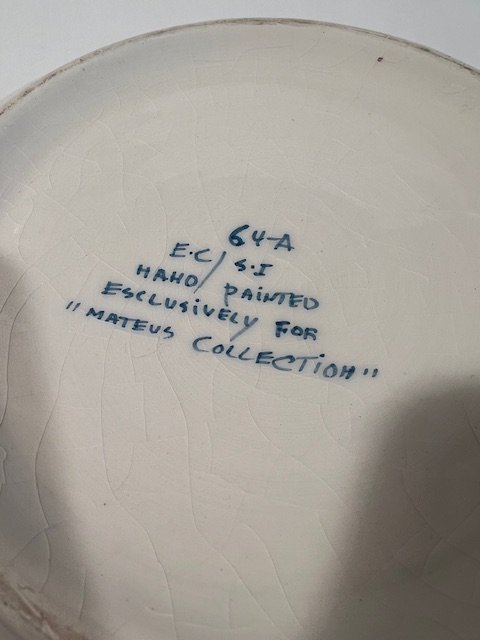 64-A
E.C/S.I
HAND/PAINTED
ESCLUSIVELY FOR
"MATEUS COLLECTION"